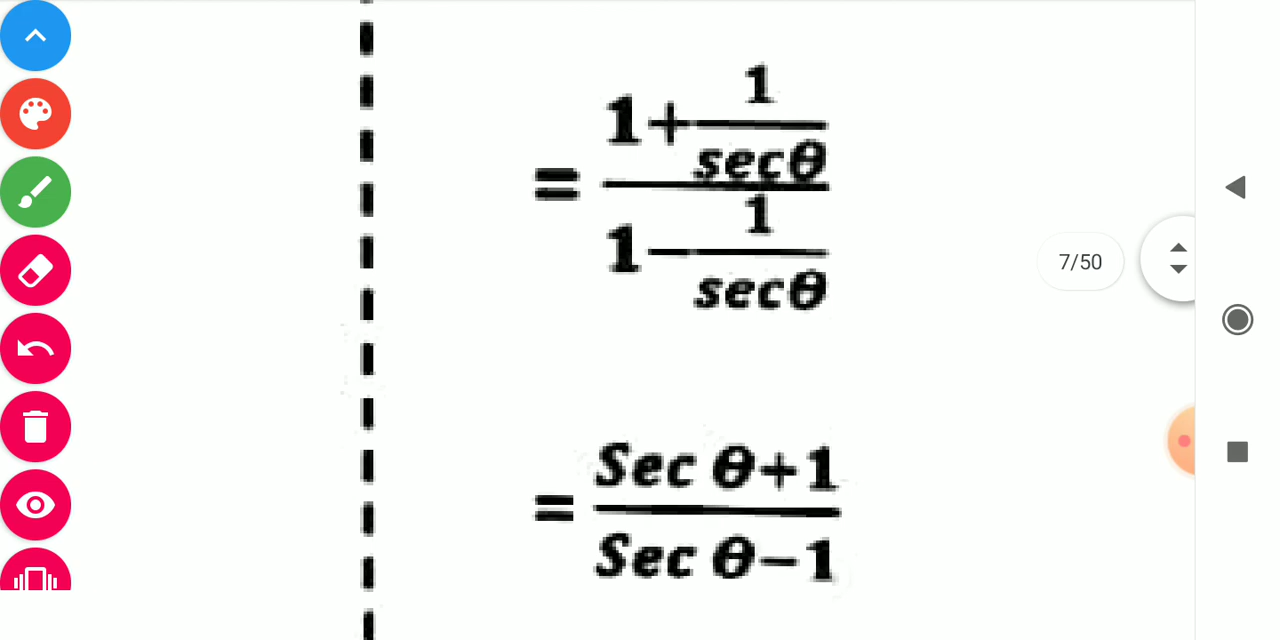 = (1+1/secθ)/(1-1/secθ)
7/50
= (Sec θ+1)/(Sec θ-1)